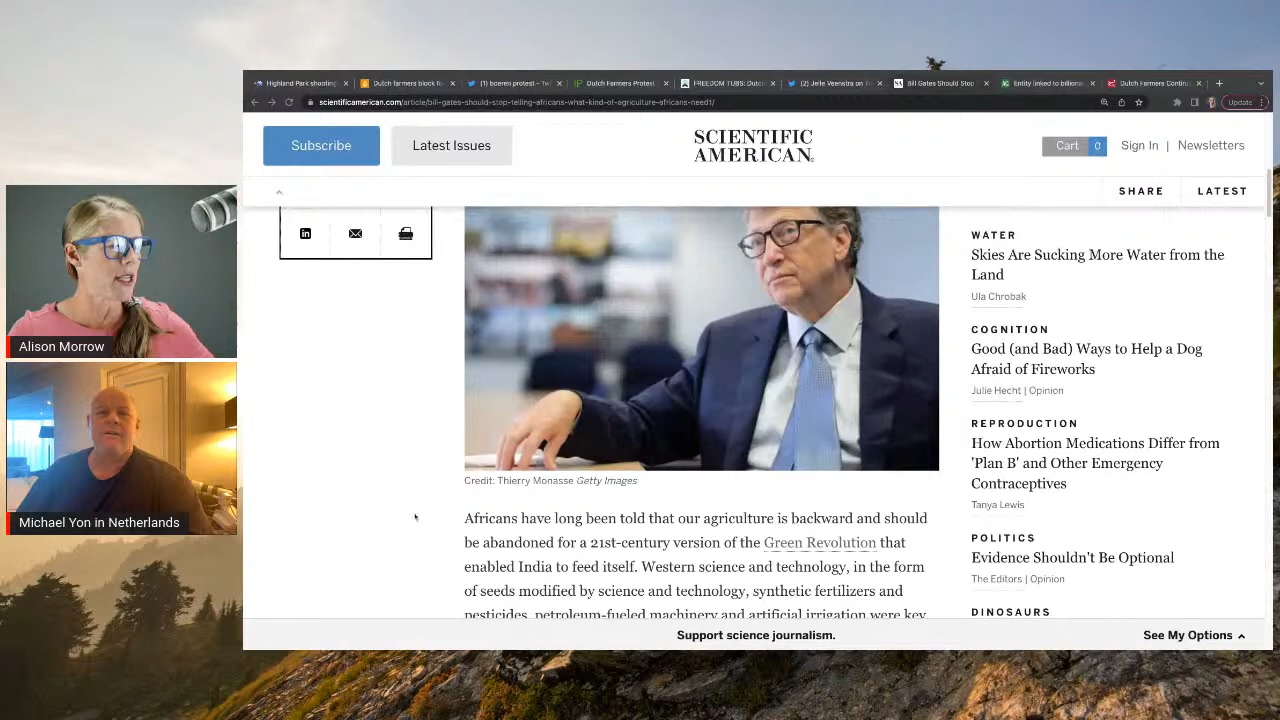 Highland Park shooting
Dutch farmers block fo
(1) boeren protest - Tw
Dutch Farmers Protest
FREEDOM TUBS: Dutc
(2) Jelle Veenstra on
Bill Gates Should Stop
Entity linked to billiona
Dutch Farmers Continu
scientificamerican.com/article/bill-gates-should-stop-telling-africans-what-kind-of-agriculture-africans-need1/
Update
Subscribe
Latest Issues
SCIENTIFIC
AMERICAN
Cart 0
Sign In | Newsletters
SHARE
LATEST
Alison Morrow
Michael Yon in Netherlands
Credit: Thierry Monasse Getty Images
Africans have long been told that our agriculture is backward and should
be abandoned for a 21st-century version of the Green Revolution that
enabled India to feed itself. Western science and technology, in the form
of seeds modified by science and technology, synthetic fertilizers and
pesticides, petroleum-fueled machinery and artificial irrigation were key
WATER
Skies Are Sucking More Water from the
Land
Ula Chrobak
COGNITION
Good (and Bad) Ways to Help a Dog
Afraid of Fireworks
Julie Hecht | Opinion
REPRODUCTION
How Abortion Medications Differ from
'Plan B' and Other Emergency
Contraceptives
Tanya Lewis
POLITICS
Evidence Shouldn't Be Optional
The Editors | Opinion
DINOSAURS
Support science journalism.
See My Options